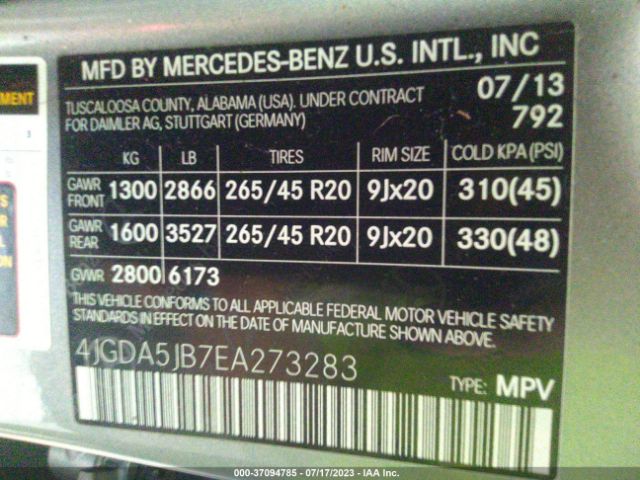 MFD BY MERCEDES-BENZ U.S. INTL., INC
TUSCALOOSA COUNTY, ALABAMA (USA). UNDER CONTRACT 07/13
FOR DAIMLER AG, STUTTGART (GERMANY) 792
KG LB TIRES RIM SIZE COLD KPA (PSI)
GAWR FRONT 1300 2866 265/45 R20 9Jx20 310(45)
GAWR REAR 1600 3527 265/45 R20 9Jx20 330(48)
GVWR 2800 6173
THIS VEHICLE CONFORMS TO ALL APPLICABLE FEDERAL MOTOR VEHICLE SAFETY
STANDARDS IN EFFECT ON THE DATE OF MANUFACTURE SHOWN ABOVE.
4JGDA5JB7EA273283
TYPE: MPV
000-37094785 - 07/17/2023 - IAA Inc.